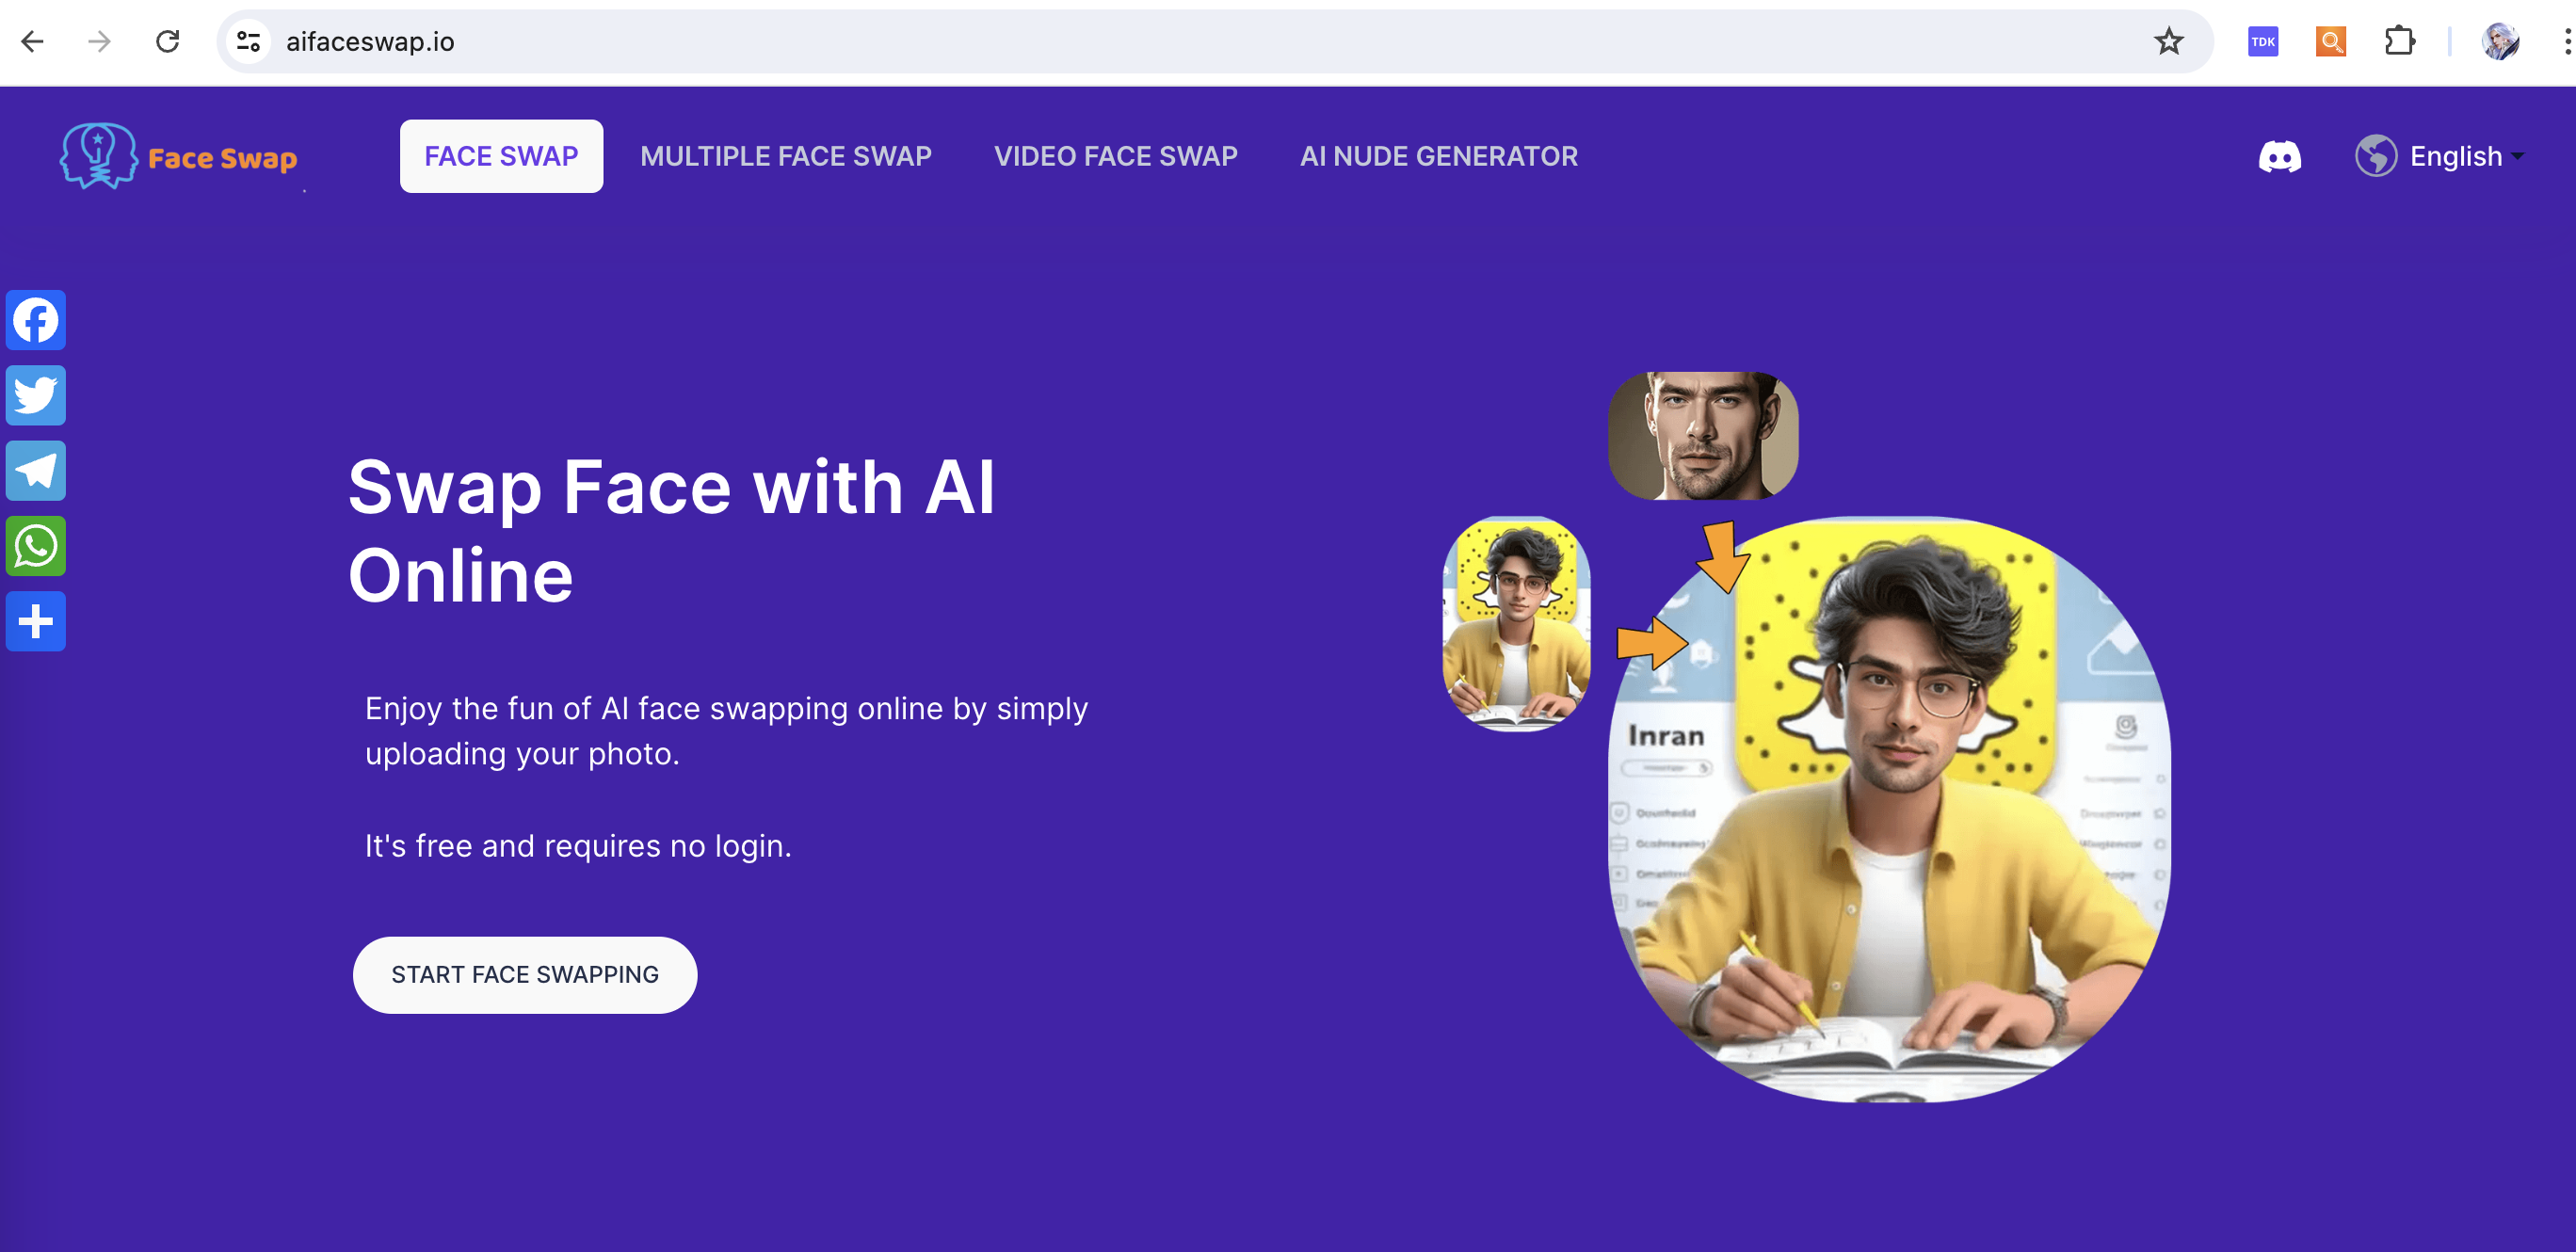 aifaceswap.io
TDK
Face Swap
FACE SWAP
MULTIPLE FACE SWAP
VIDEO FACE SWAP
AI NUDE GENERATOR
English
Swap Face with AI
Online
Enjoy the fun of AI face swapping online by simply
uploading your photo.
It's free and requires no login.
START FACE SWAPPING
Inran